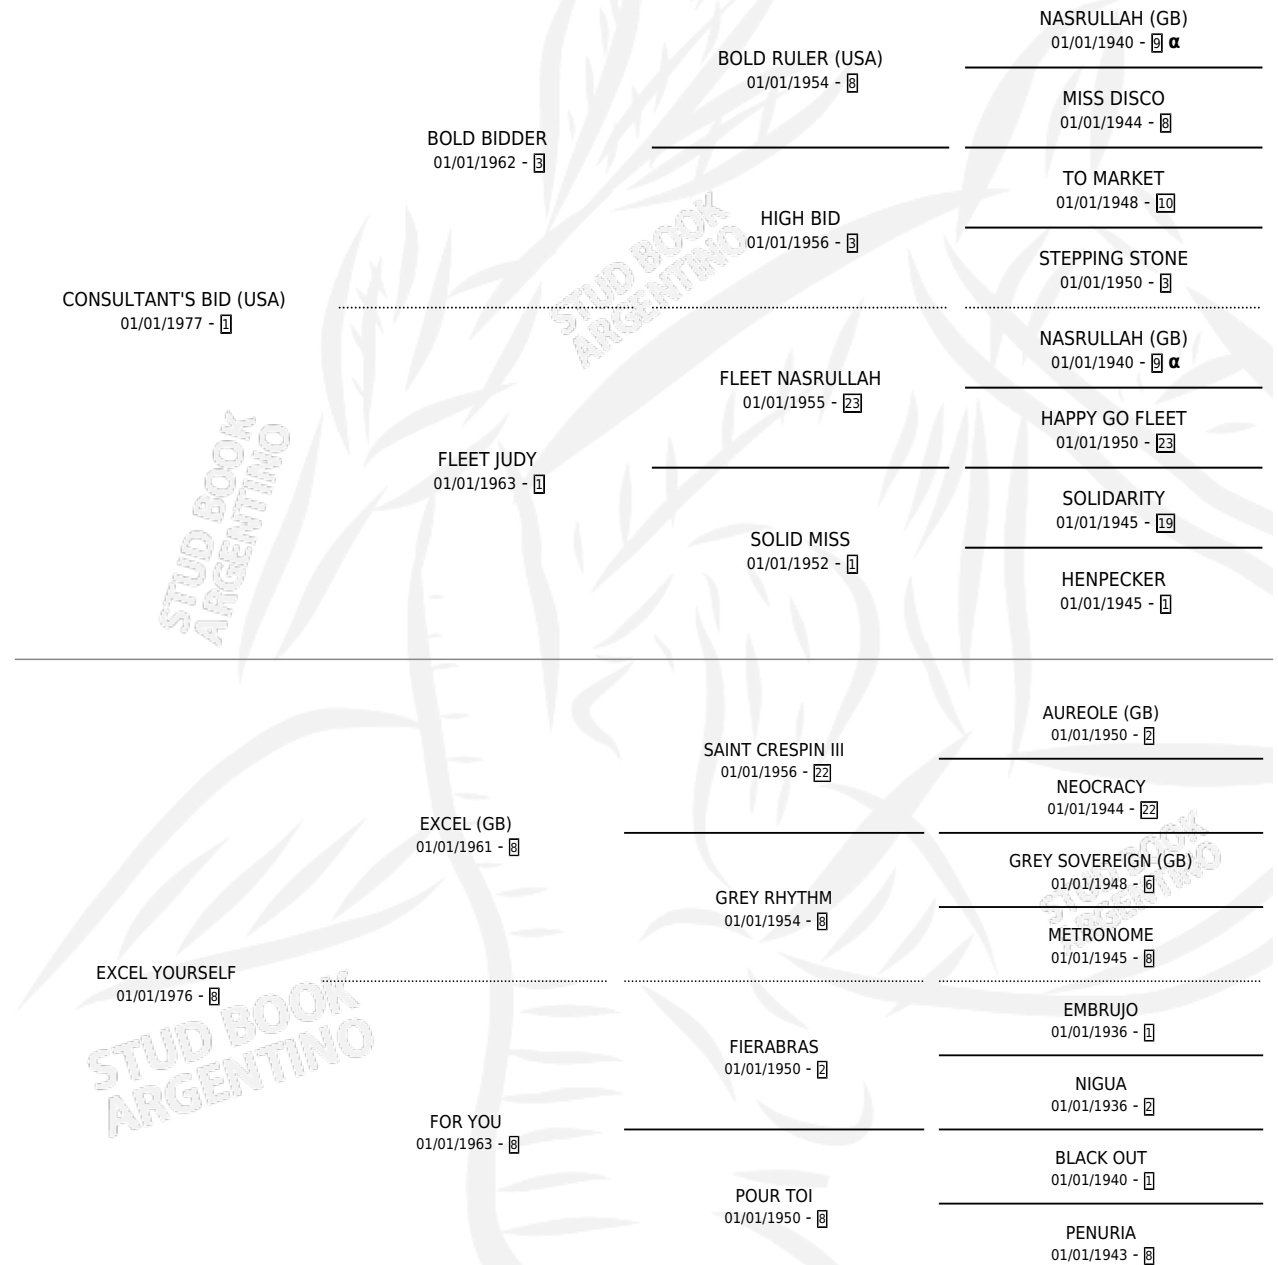 NASRULLAH (GB)
01/01/1940 - 9 α
BOLD RULER (USA)
01/01/1954 - 8
MISS DISCO
01/01/1944 - 8
BOLD BIDDER
01/01/1962 - 3
TO MARKET
01/01/1948 - 10
HIGH BID
01/01/1956 - 3
STEPPING STONE
01/01/1950 - 3
CONSULTANT'S BID (USA)
01/01/1977 - 1
NASRULLAH (GB)
01/01/1940 - 9 α
FLEET NASRULLAH
01/01/1955 - 23
HAPPY GO FLEET
01/01/1950 - 23
FLEET JUDY
01/01/1963 - 1
SOLIDARITY
01/01/1945 - 19
SOLID MISS
01/01/1952 - 1
HENPECKER
01/01/1945 - 1
AUREOLE (GB)
01/01/1950 - 2
SAINT CRESPIN III
01/01/1956 - 22
NEOCRACY
01/01/1944 - 22
EXCEL (GB)
01/01/1961 - 8
GREY SOVEREIGN (GB)
01/01/1948 - 6
GREY RHYTHM
01/01/1954 - 8
METRONOME
01/01/1945 - 8
EXCEL YOURSELF
01/01/1976 - 8
EMBRUJO
01/01/1936 - 1
FIERABRAS
01/01/1950 - 2
NIGUA
01/01/1936 - 2
FOR YOU
01/01/1963 - 8
BLACK OUT
01/01/1940 - 1
POUR TOI
01/01/1950 - 8
PENURIA
01/01/1943 - 8
STUD BOOK
ARGENTINO
STUD BOOK
ARGENTINO
STUD BOOK
ARGENTINO
STUD BOOK
ARGENTINO